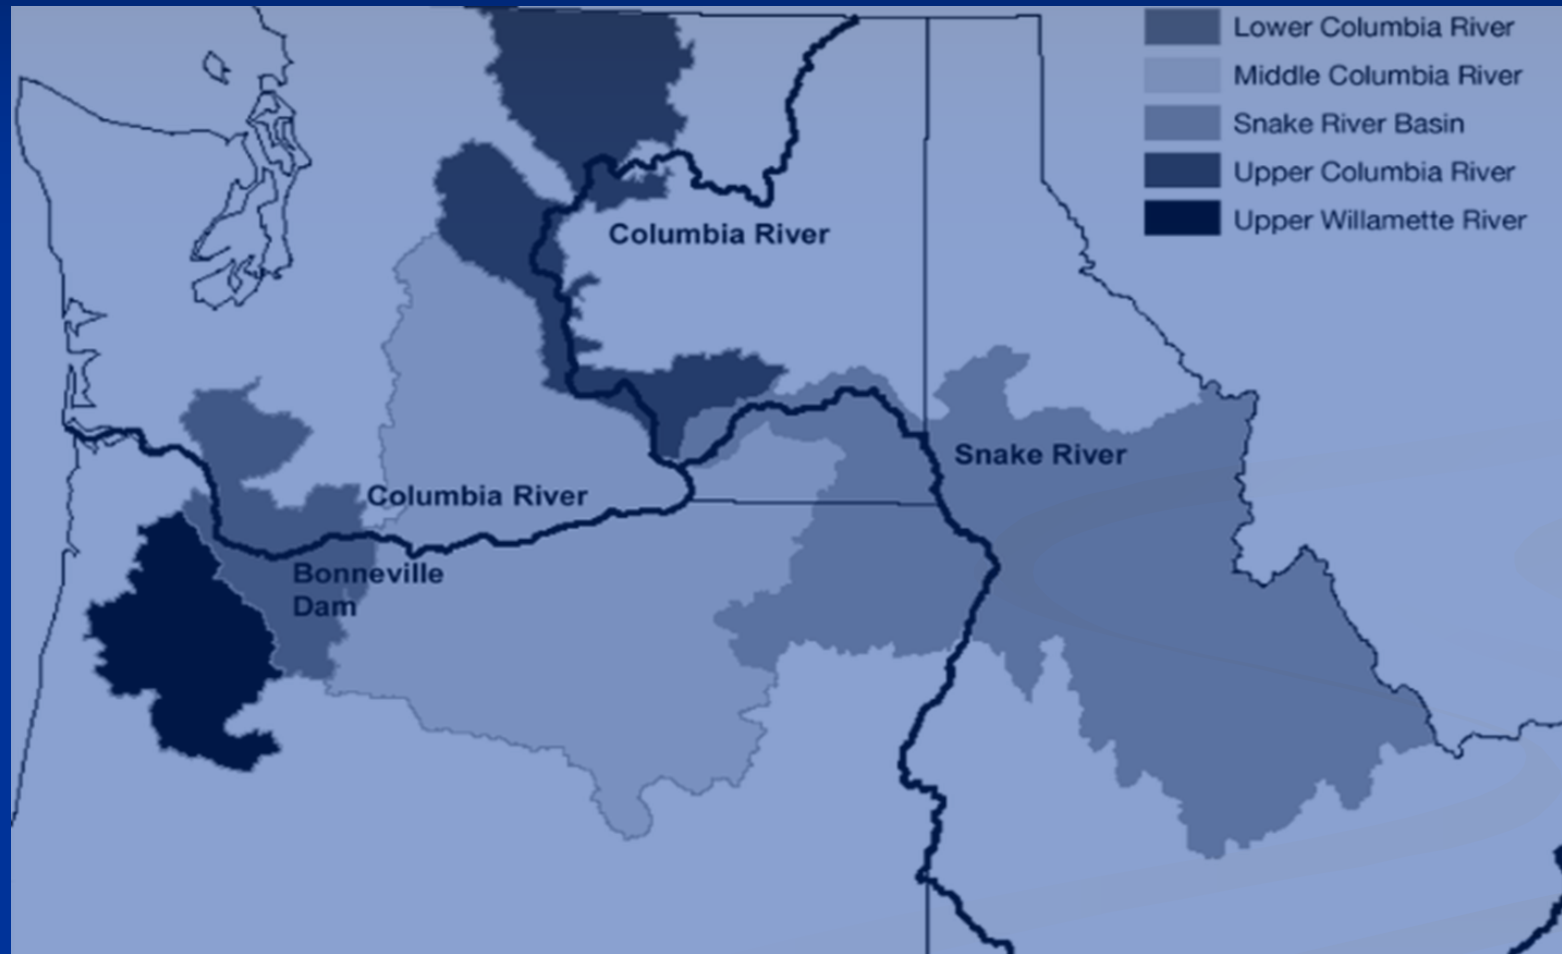 Lower Columbia River
Middle Columbia River
Snake River Basin
Upper Columbia River
Upper Willamette River
Columbia River
Snake River
Columbia River
Bonneville
Dam